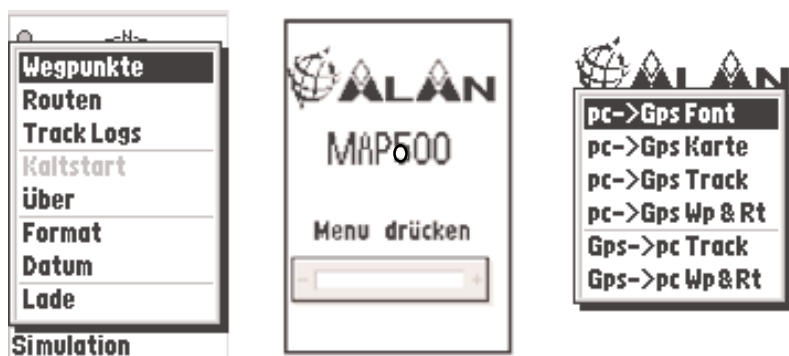 -N-
Wegpunkte
Routen
Track Logs
Kaltstart
Über
Format
Datum
Lade
Simulation
ALAN
MAP500
Menu drücken
- +
ALAN
pc->Gps Font
pc->Gps Karte
pc->Gps Track
pc->Gps Wp & Rt
Gps->pc Track
Gps->pc Wp&Rt